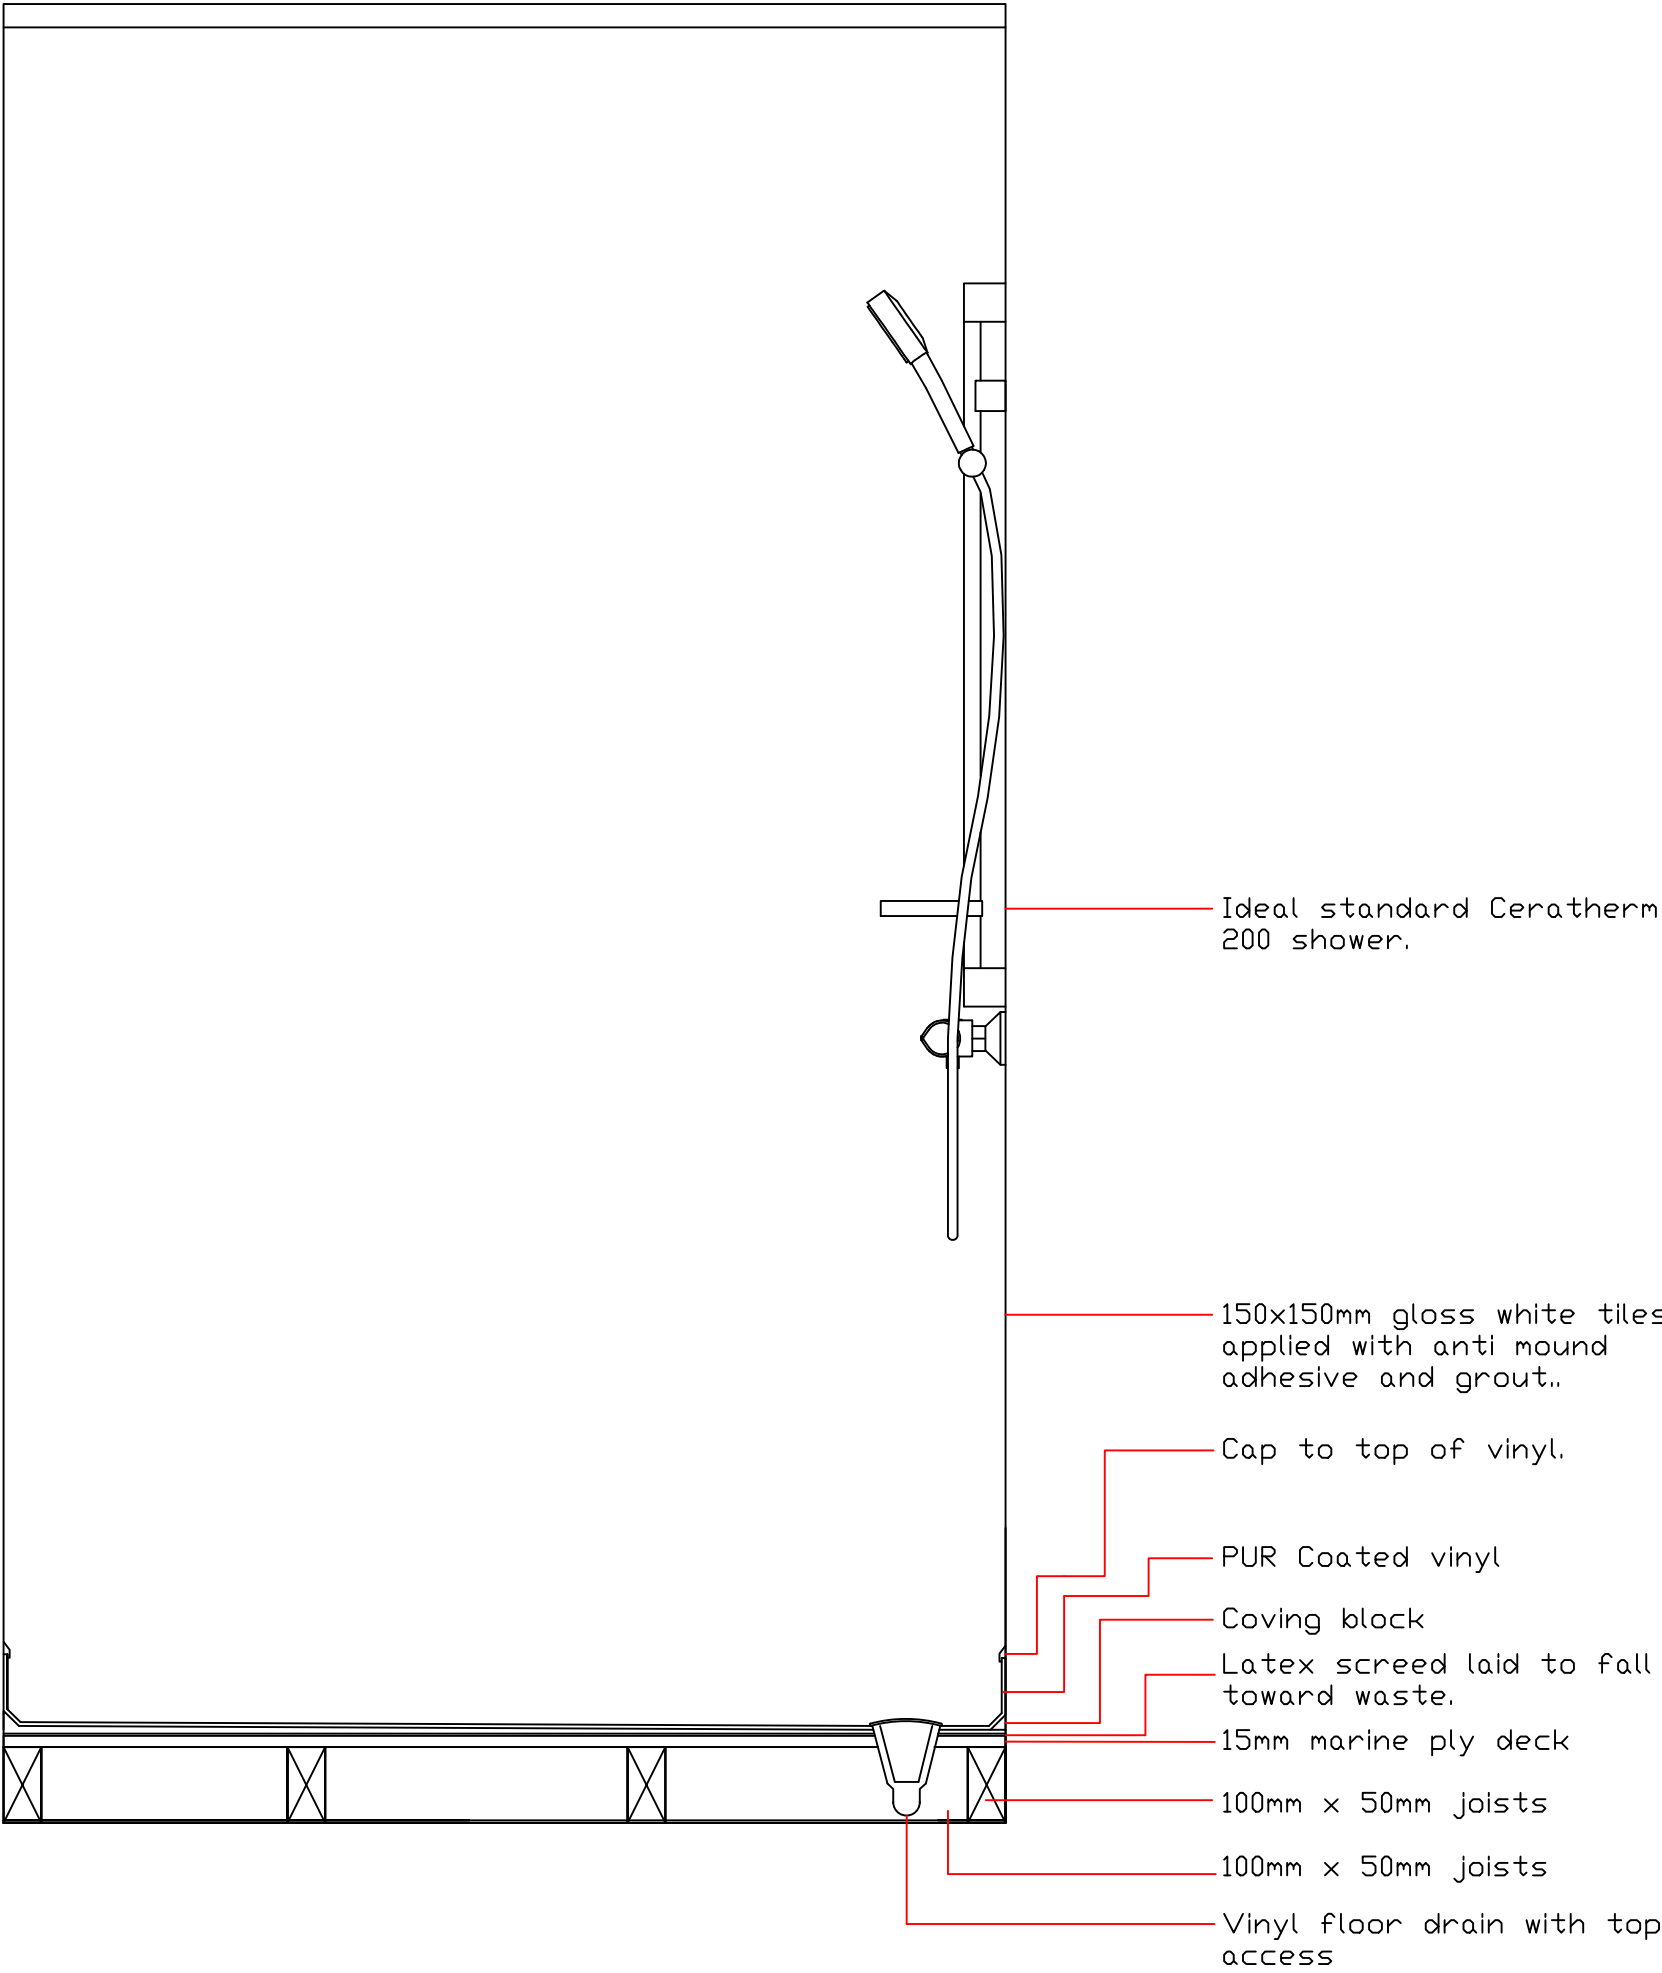 Ideal standard Ceratherm
200 shower.
150x150mm gloss white tiles
applied with anti mound
adhesive and grout..
Cap to top of vinyl.
PUR Coated vinyl
Coving block
Latex screed laid to fall
toward waste.
15mm marine ply deck
100mm x 50mm joists
100mm x 50mm joists
Vinyl floor drain with top
access